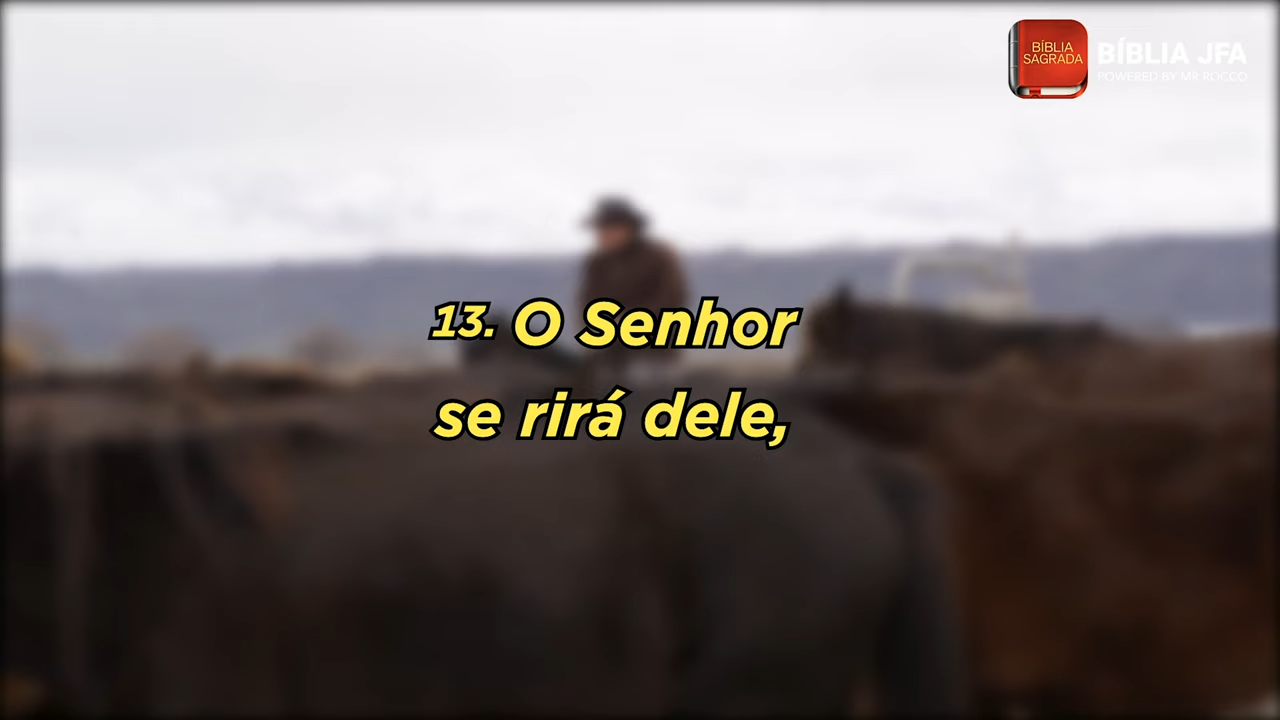 BÍBLIA
SAGRADA
BÍBLIA JFA
POWERED BY MR ROCCO
13. O Senhor
se rirá dele,